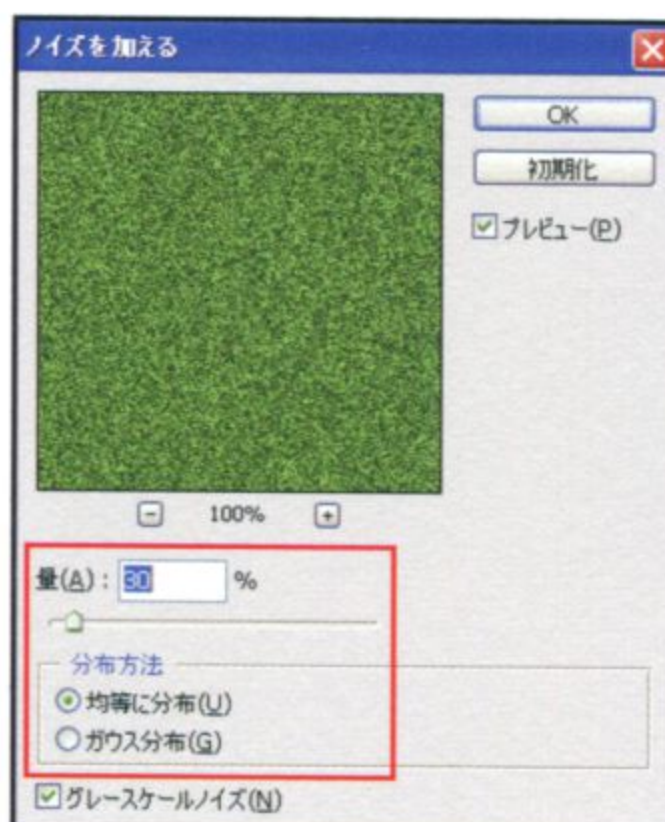 ノイズを加える
OK
初期化
プレビュー(P)
100%
量(A) : 30 %
分布方法
均等に分布(U)
ガウス分布(G)
グレースケールノイズ(N)